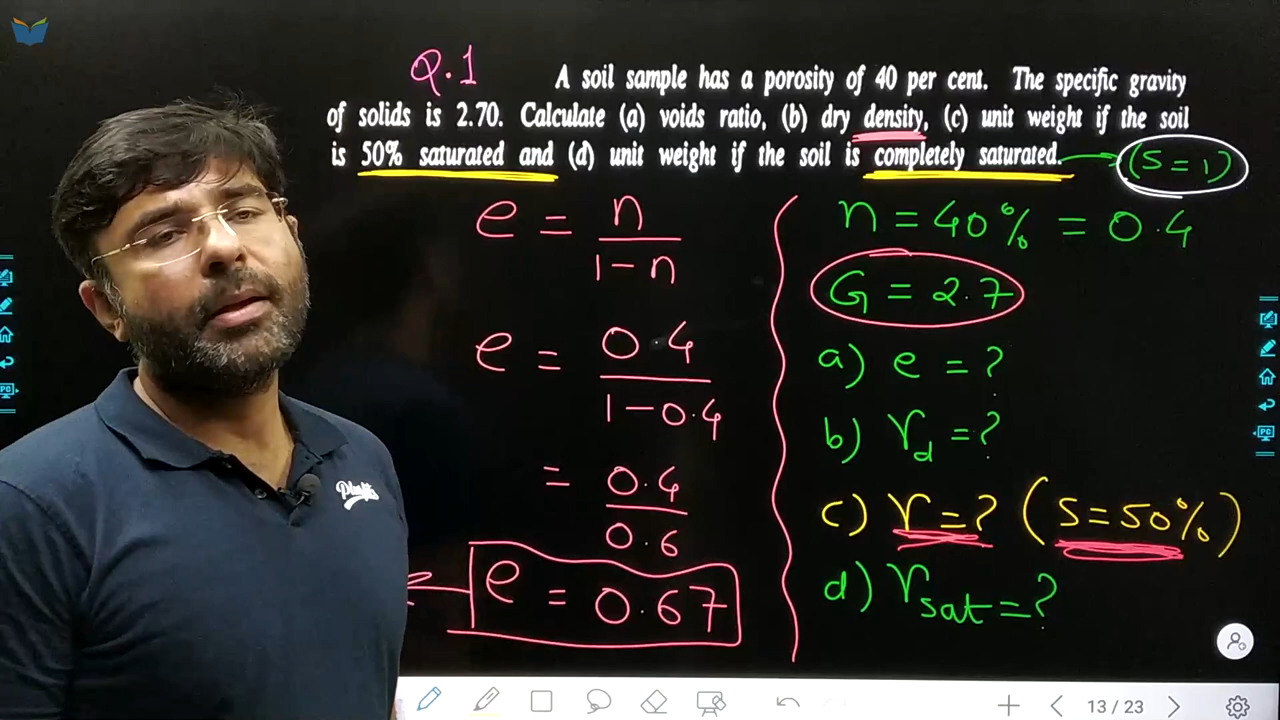 Q.1
A soil sample has a porosity of 40 per cent. The specific gravity
of solids is 2.70. Calculate (a) voids ratio, (b) dry density, (c) unit weight if the soil
is 50% saturated and (d) unit weight if the soil is completely saturated.
(S = 1)
e = n / 1 - n
e = 0.4 / 1 - 0.4
= 0.4 / 0.6
e = 0.67
n = 40% = 0.4
G = 2.7
a) e = ?
b) γd = ?
c) γ = ? (S = 50%)
d) γsat = ?
PC
PC
13 / 23